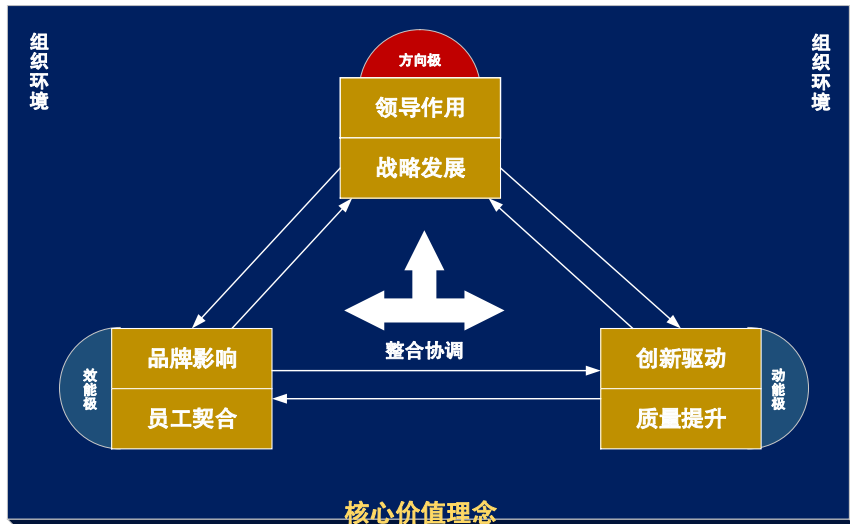 组织环境
组织环境
方向极
领导作用
战略发展
整合协调
效能极
品牌影响
员工契合
创新驱动
质量提升
动能极
核心价值理念